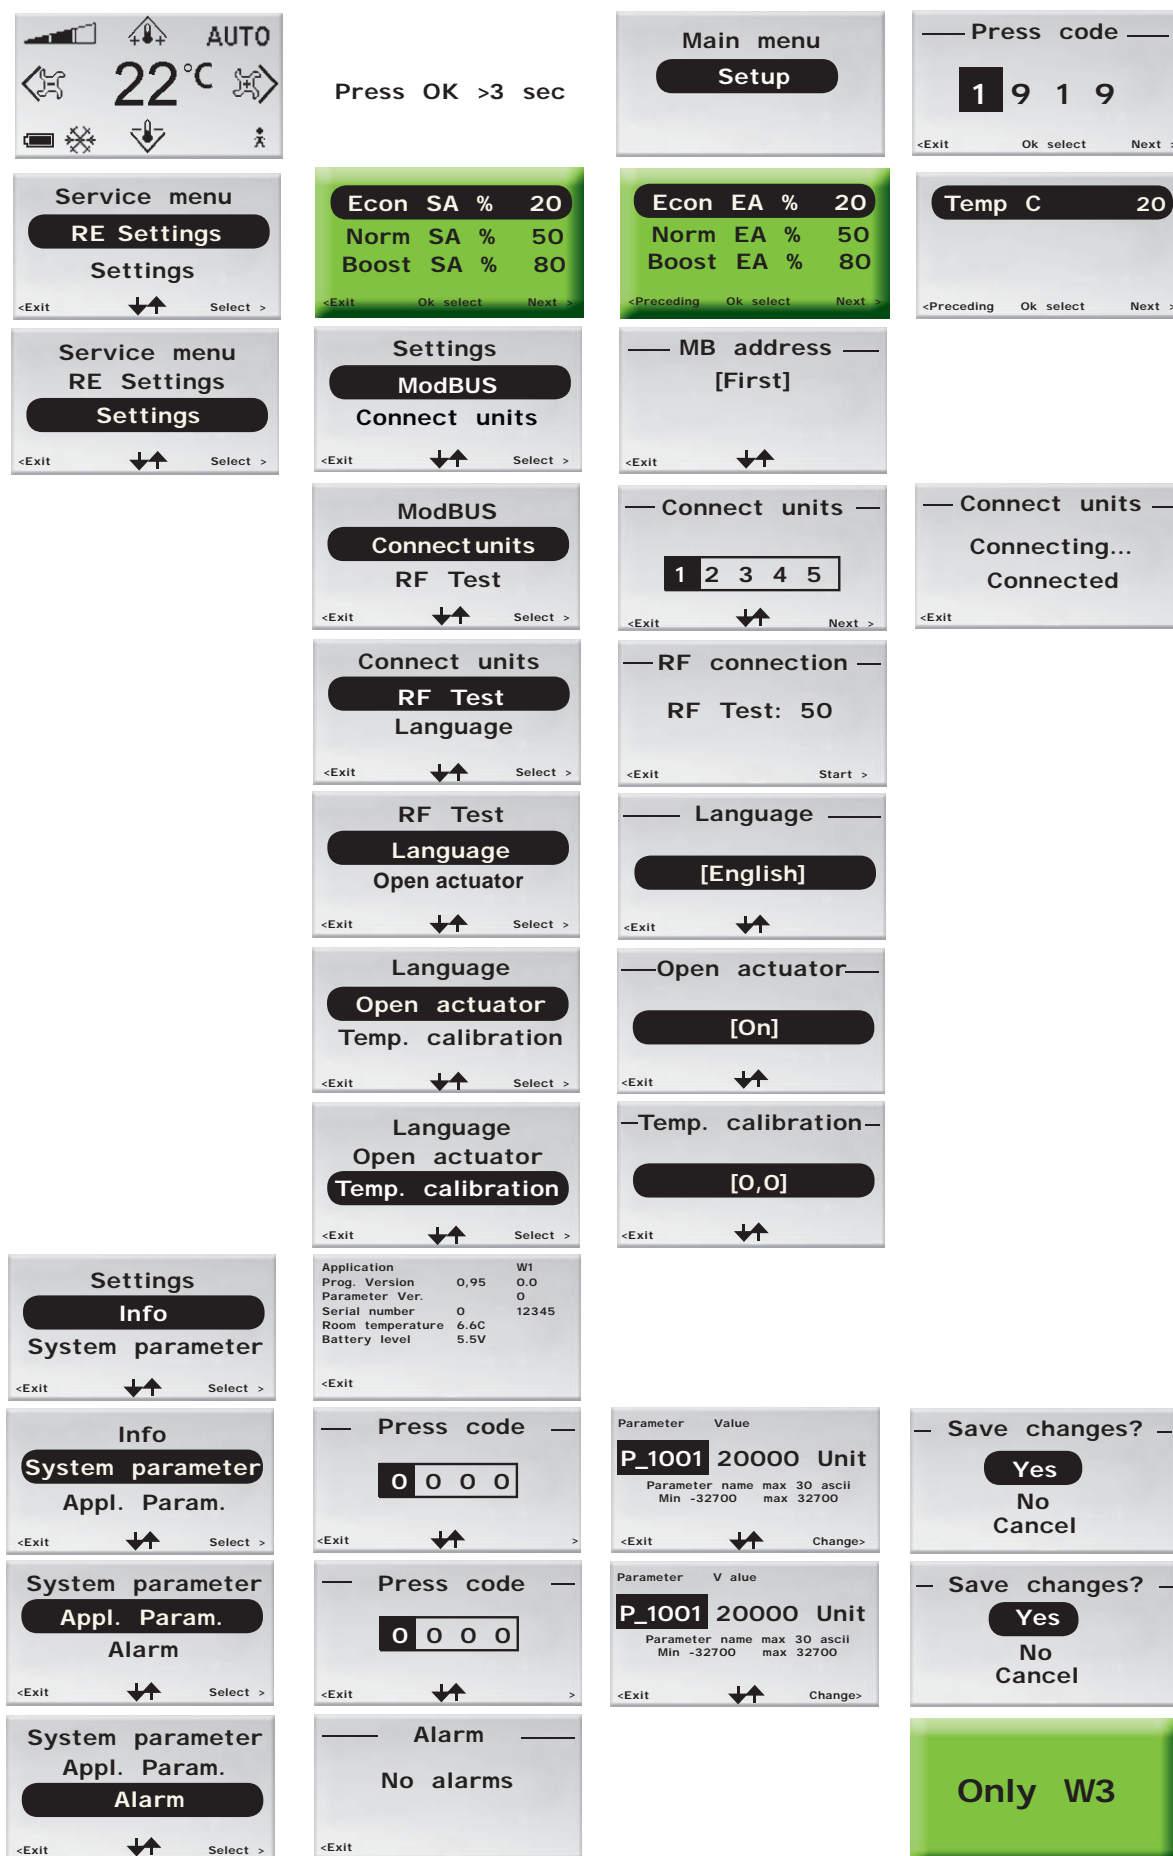 AUTO
22°C
Press OK >3 sec
Main menu
Setup
Press code
1 9 1 9
<Exit Ok select Next >
Service menu
RE Settings
Settings
<Exit Select >
Econ SA % 20
Norm SA % 50
Boost SA % 80
<Exit Ok select Next >
Econ EA % 20
Norm EA % 50
Boost EA % 80
<Preceding Ok select Next >
Temp C 20
<Preceding Ok select Next >
Service menu
RE Settings
Settings
<Exit Select >
Settings
ModBUS
Connect units
<Exit Select >
MB address
[First]
<Exit
ModBUS
Connect units
RF Test
<Exit Select >
Connect units
1 2 3 4 5
<Exit Next >
Connect units
Connecting...
Connected
<Exit
Connect units
RF Test
Language
<Exit Select >
RF connection
RF Test: 50
<Exit Start >
RF Test
Language
Open actuator
<Exit Select >
Language
[English]
<Exit
Language
Open actuator
Temp. calibration
<Exit Select >
Open actuator
[On]
<Exit
Language
Open actuator
Temp. calibration
<Exit Select >
Temp. calibration
[0,0]
<Exit
Settings
Info
System parameter
<Exit Select >
Application W1
Prog. Version 0,95 0.0
Parameter Ver. 0
Serial number 0 12345
Room temperature 6.6C
Battery level 5.5V
<Exit
Info
System parameter
Appl. Param.
<Exit Select >
Press code
0 0 0 0
<Exit >
Parameter Value
P_1001 20000 Unit
Parameter name max 30 ascii
Min -32700 max 32700
<Exit Change>
Save changes?
Yes
No
Cancel
System parameter
Appl. Param.
Alarm
<Exit Select >
Press code
0 0 0 0
<Exit >
Parameter V alue
P_1001 20000 Unit
Parameter name max 30 ascii
Min -32700 max 32700
<Exit Change>
Save changes?
Yes
No
Cancel
System parameter
Appl. Param.
Alarm
<Exit Select >
Alarm
No alarms
<Exit
Only W3